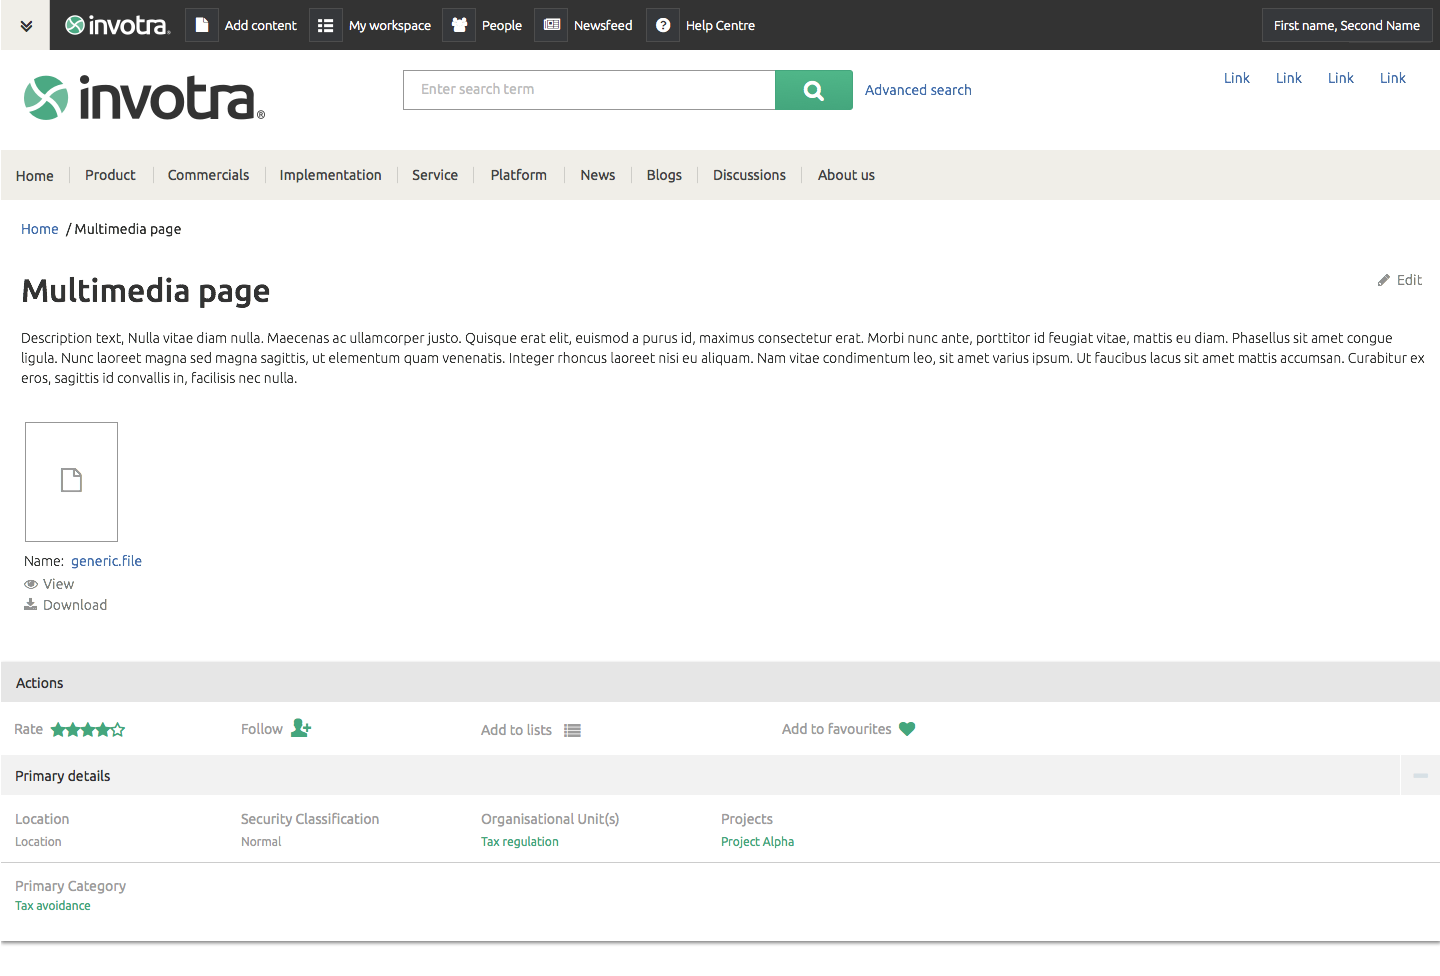 invotra® Add content My workspace People Newsfeed Help Centre First name, Second Name
invotra® Enter search term Advanced search Link Link Link Link
Home Product Commercials Implementation Service Platform News Blogs Discussions About us
Home / Multimedia page
Multimedia page Edit
Description text, Nulla vitae diam nulla. Maecenas ac ullamcorper justo. Quisque erat elit, euismod a purus id, maximus consectetur erat. Morbi nunc ante, porttitor id feugiat vitae, mattis eu diam. Phasellus sit amet congue
ligula. Nunc laoreet magna sed magna sagittis, ut elementum quam venenatis. Integer rhoncus laoreet nisi eu aliquam. Nam vitae condimentum leo, sit amet varius ipsum. Ut faucibus lacus sit amet mattis accumsan. Curabitur ex
eros, sagittis id convallis in, facilisis nec nulla.
Name: generic.file
View
Download
Actions
Rate Follow Add to lists Add to favourites
Primary details
Location Security Classification Organisational Unit(s) Projects
Location Normal Tax regulation Project Alpha
Primary Category
Tax avoidance